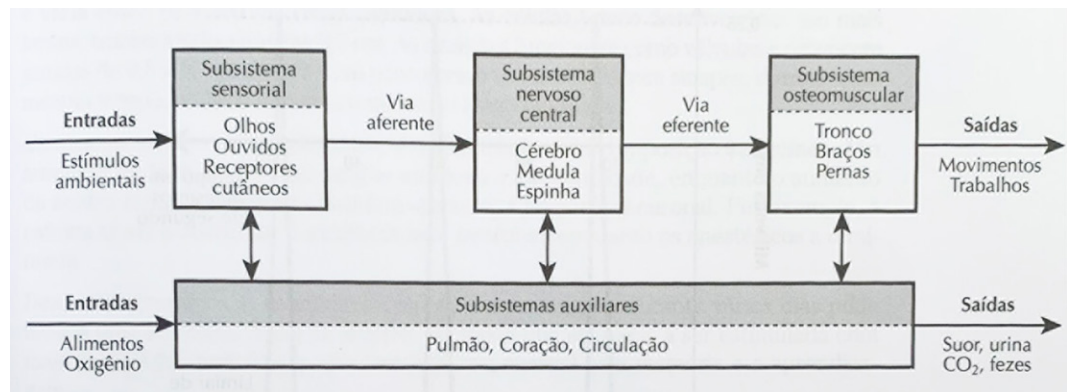 Entradas
Estímulos
ambientais
Subsistema
sensorial
Olhos
Ouvidos
Receptores
cutâneos
Via
aferente
Subsistema
nervoso
central
Cérebro
Medula
Espinha
Via
eferente
Subsistema
osteomuscular
Tronco
Braços
Pernas
Saídas
Movimentos
Trabalhos
Entradas
Alimentos
Oxigênio
Subsistemas auxiliares
Pulmão, Coração, Circulação
Saídas
Suor, urina
CO₂, fezes